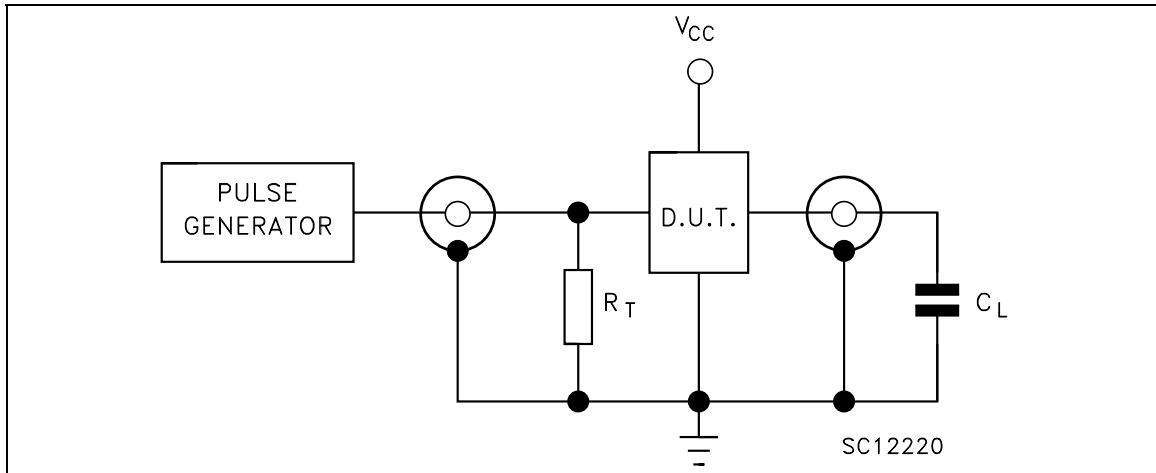 VCC
PULSE
GENERATOR
D.U.T.
RT
CL
SC12220